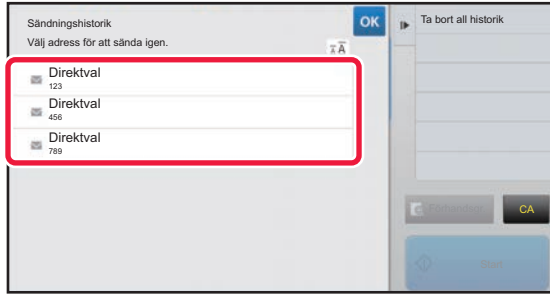 Sändningshistorik
OK
Ta bort all historik
Välj adress för att sända igen.
Direktval
123
Direktval
456
Direktval
789
CA
Start